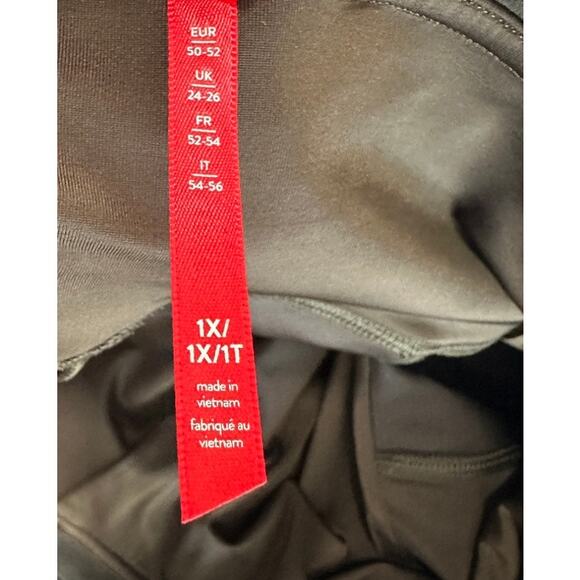 EUR
50-52
UK
24-26
FR
52-54
IT
54-56
1X/
1X/1T
made in
vietnam
fabriqué au
vietnam